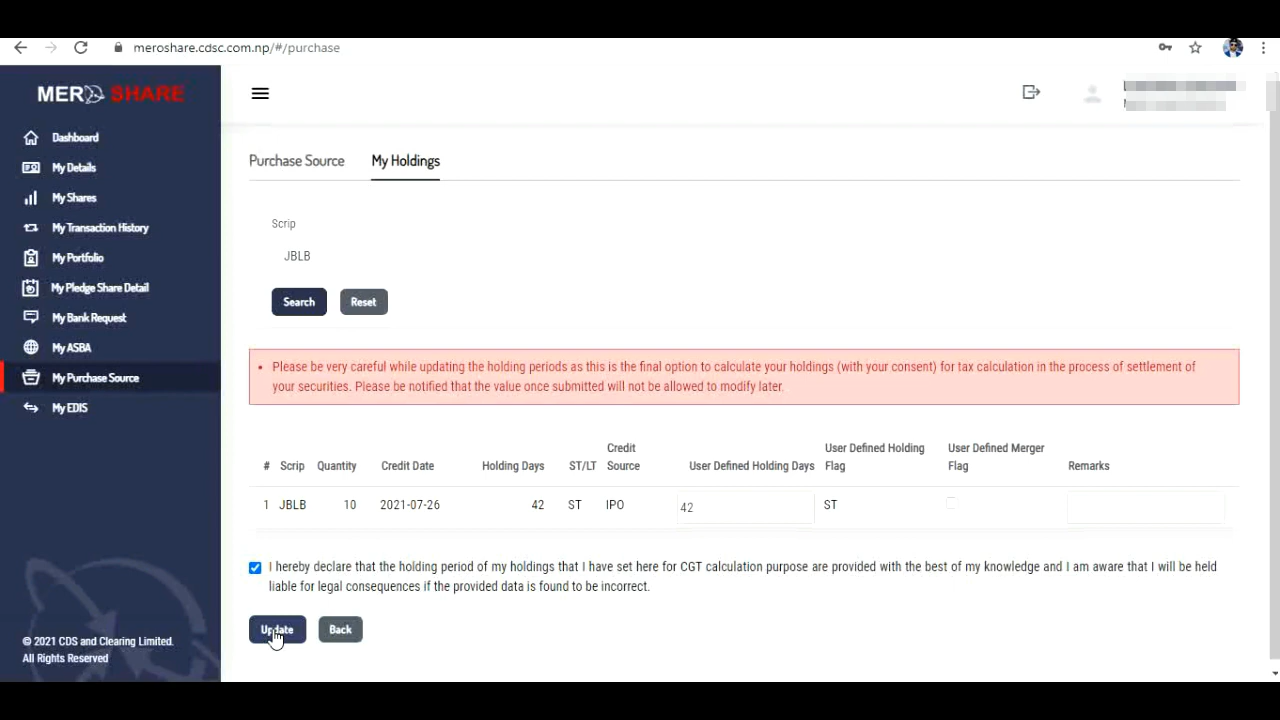 meroshare.cdsc.com.np/#/purchase
MERO SHARE
Dashboard
My Details
My Shares
My Transaction History
My Portfolio
My Pledge Share Detail
My Bank Request
My ASBA
My Purchase Source
My EDIS
© 2021 CDS and Clearing Limited.
All Rights Reserved
Purchase Source My Holdings
Scrip
JBLB
Search Reset
Please be very careful while updating the holding periods as this is the final option to calculate your holdings (with your consent) for tax calculation in the process of settlement of
your securities. Please be notified that the value once submitted will not be allowed to modify later.
# Scrip Quantity Credit Date Holding Days ST/LT Credit Source User Defined Holding Days User Defined Holding Flag User Defined Merger Flag Remarks
1 JBLB 10 2021-07-26 42 ST IPO 42 ST
I hereby declare that the holding period of my holdings that I have set here for CGT calculation purpose are provided with the best of my knowledge and I am aware that I will be held
liable for legal consequences if the provided data is found to be incorrect.
Update Back